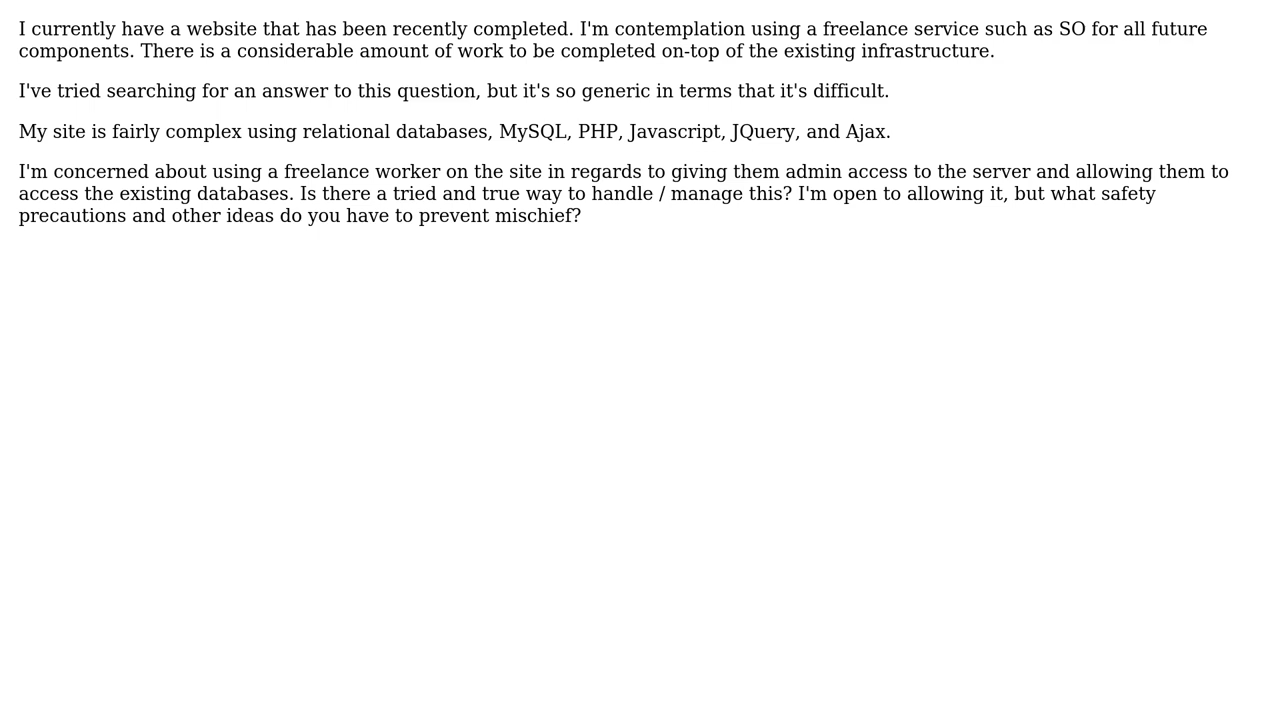 I currently have a website that has been recently completed. I'm contemplation using a freelance service such as SO for all future
components. There is a considerable amount of work to be completed on-top of the existing infrastructure.
I've tried searching for an answer to this question, but it's so generic in terms that it's difficult.
My site is fairly complex using relational databases, MySQL, PHP, Javascript, JQuery, and Ajax.
I'm concerned about using a freelance worker on the site in regards to giving them admin access to the server and allowing them to
access the existing databases. Is there a tried and true way to handle / manage this? I'm open to allowing it, but what safety
precautions and other ideas do you have to prevent mischief?